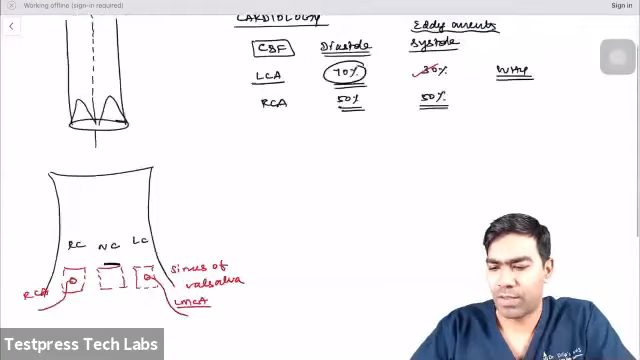 Working offline (sign-in required)
Sign in
CARDIOLOGY
Eddy currents
CSF Diastole Systole
LCA 70% 30% Why
RCA 50% 50%
RC NC LC
Sinus of
valsalva
RCA
LMCA
Testpress Tech Labs